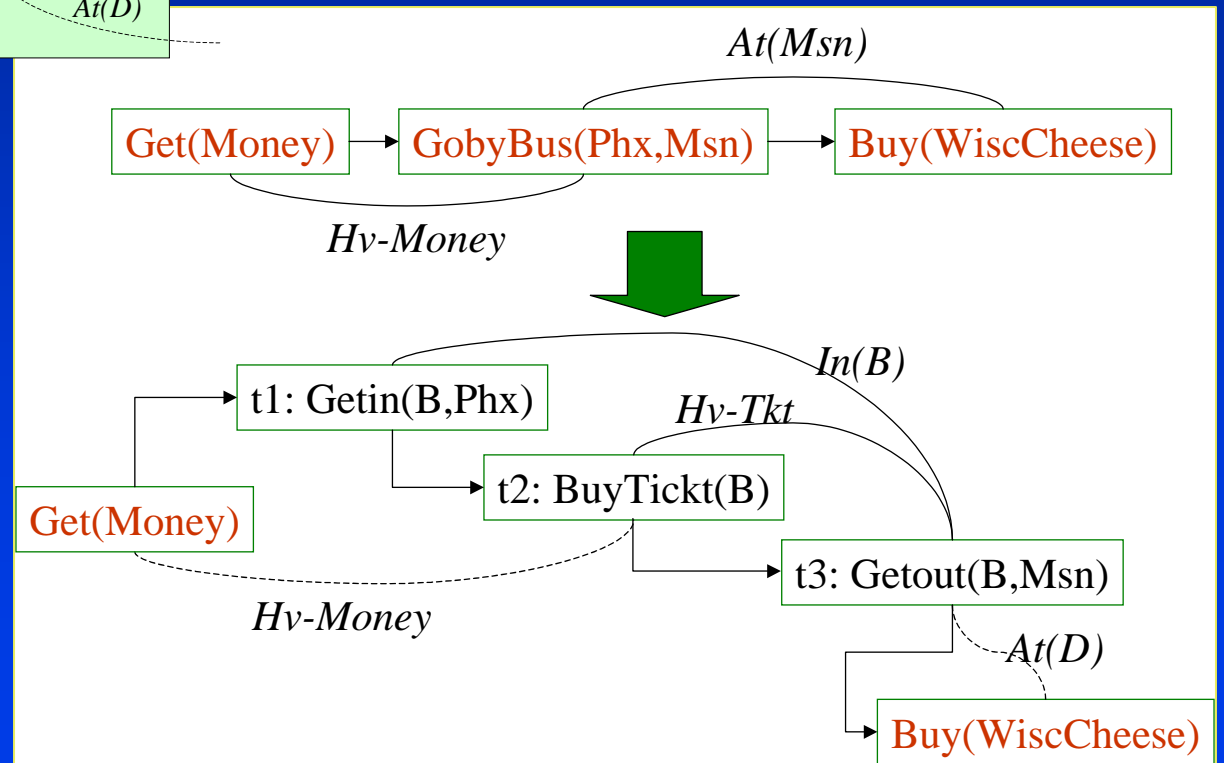 At(D)
At(Msn)
Get(Money)
GobyBus(Phx,Msn)
Buy(WiscCheese)
Hv-Money
In(B)
t1: Getin(B,Phx)
Hv-Tkt
t2: BuyTickt(B)
Get(Money)
t3: Getout(B,Msn)
Hv-Money
At(D)
Buy(WiscCheese)